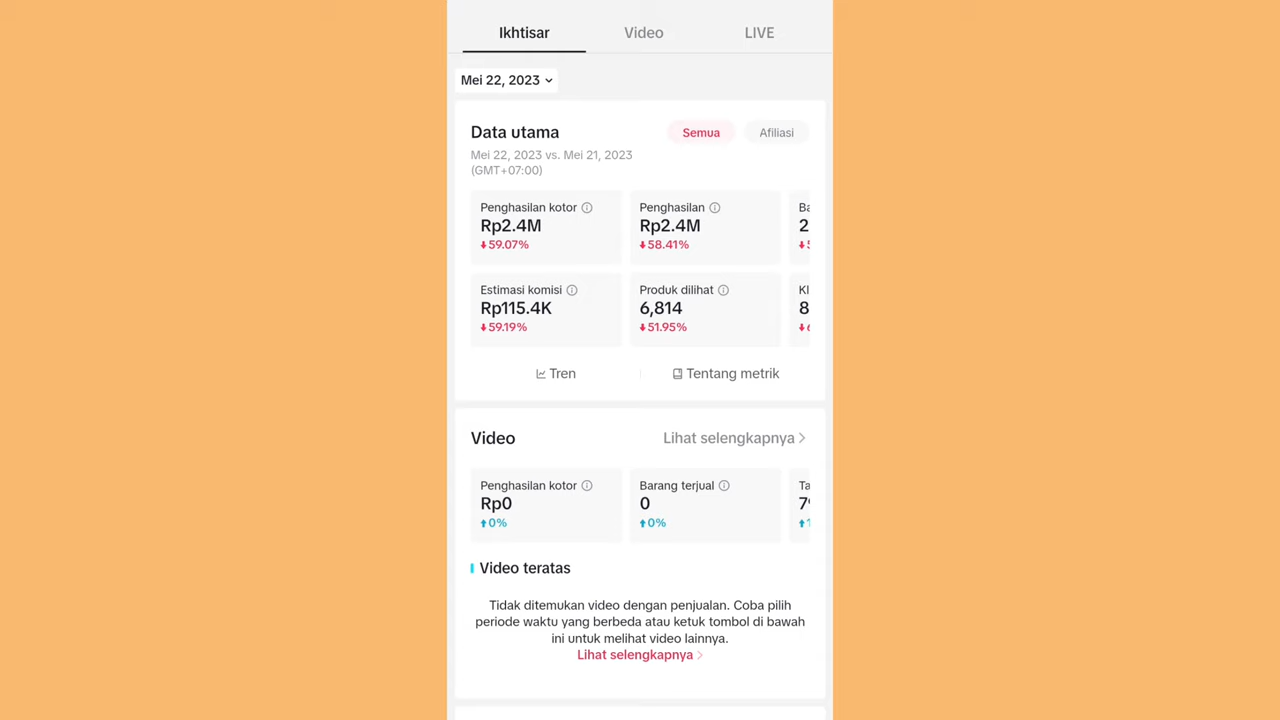 Ikhtisar Video LIVE
Mei 22, 2023
Data utama Semua Afiliasi
Mei 22, 2023 vs. Mei 21, 2023
(GMT+07:00)
Penghasilan kotor Penghasilan
Rp2.4M Rp2.4M
59.07% 58.41%
Estimasi komisi Produk dilihat
Rp115.4K 6,814
59.19% 51.95%
Tren Tentang metrik
Video Lihat selengkapnya
Penghasilan kotor Barang terjual
Rp0 0
0% 0%
Video teratas
Tidak ditemukan video dengan penjualan. Coba pilih
periode waktu yang berbeda atau ketuk tombol di bawah
ini untuk melihat video lainnya.
Lihat selengkapnya